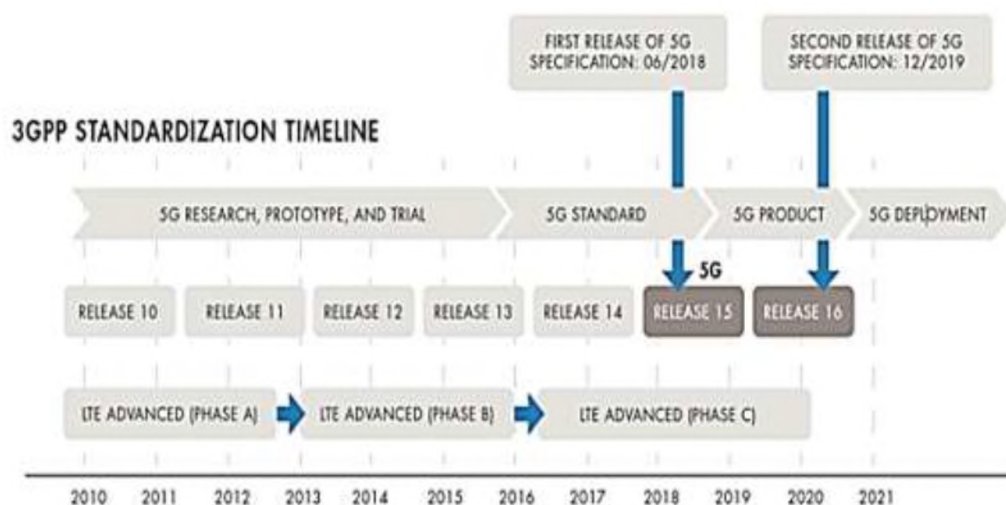 FIRST RELEASE OF 5G
SPECIFICATION: 06/2018
SECOND RELEASE OF 5G
SPECIFICATION: 12/2019
3GPP STANDARDIZATION TIMELINE
5G RESEARCH, PROTOTYPE, AND TRIAL
5G STANDARD
5G PRODUCT
5G DEPLOYMENT
5G
RELEASE 10
RELEASE 11
RELEASE 12
RELEASE 13
RELEASE 14
RELEASE 15
RELEASE 16
LTE ADVANCED (PHASE A)
LTE ADVANCED (PHASE B)
LTE ADVANCED (PHASE C)
2010 2011 2012 2013 2014 2015 2016 2017 2018 2019 2020 2021